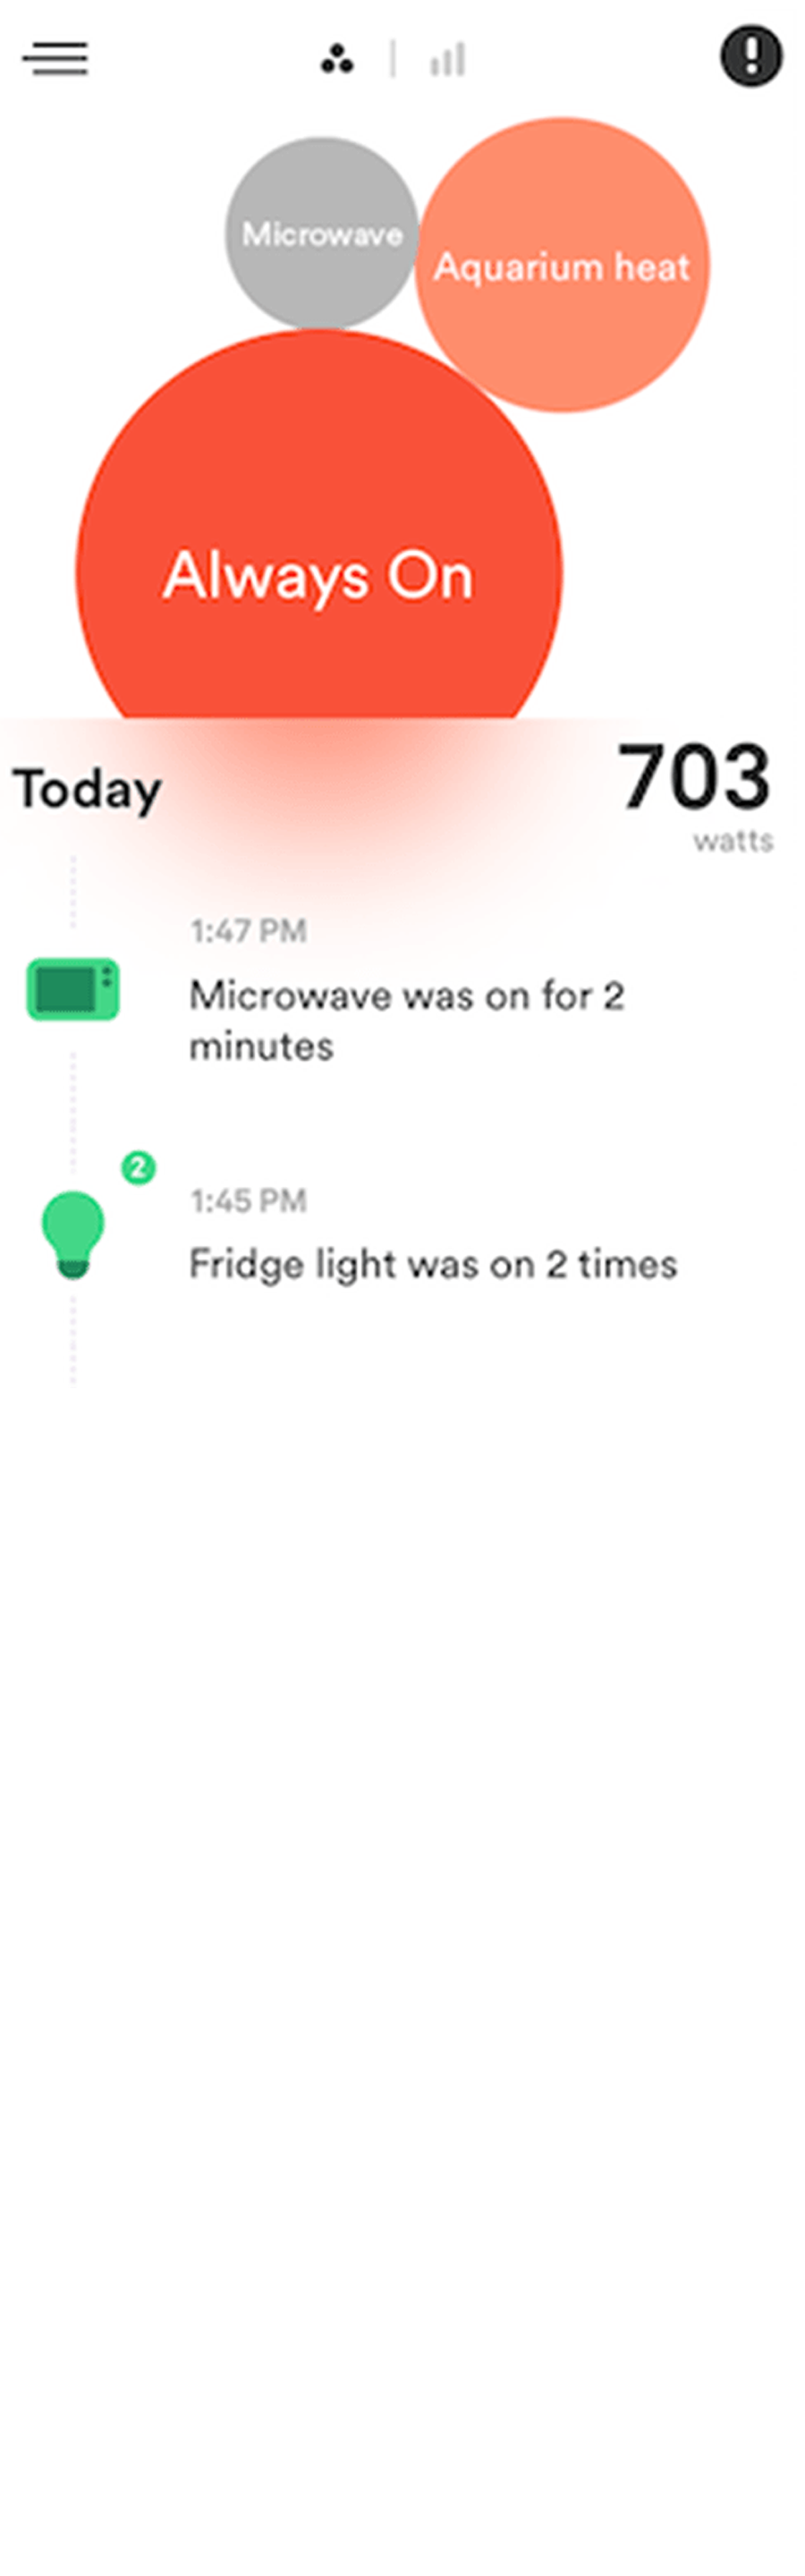 Microwave
Aquarium heat
Always On
Today
703
watts
1:47 PM
Microwave was on for 2
minutes
2
1:45 PM
Fridge light was on 2 times